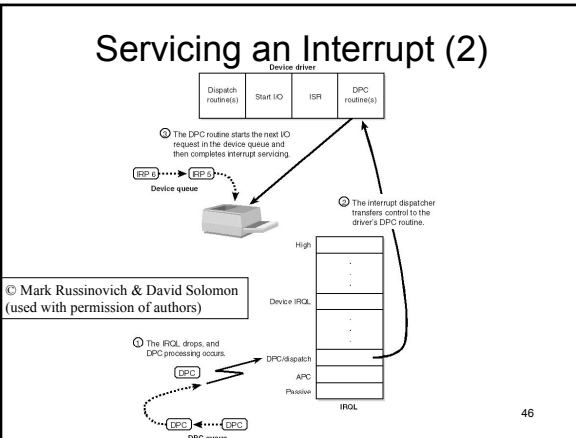 Servicing an Interrupt (2)
Device driver
Dispatch
routine(s)
Start I/O
ISR
DPC
routine(s)
③ The DPC routine starts the next I/O
request in the device queue and
then completes interrupt servicing.
IRP 6
IRP 5
Device queue
② The interrupt dispatcher
transfers control to the
driver's DPC routine.
High
Device IRQL
© Mark Russinovich & David Solomon
(used with permission of authors)
① The IRQL drops, and
DPC processing occurs.
DPC
DPC/dispatch
APC
Passive
IRQL
DPC
DPC
DPC queue
46